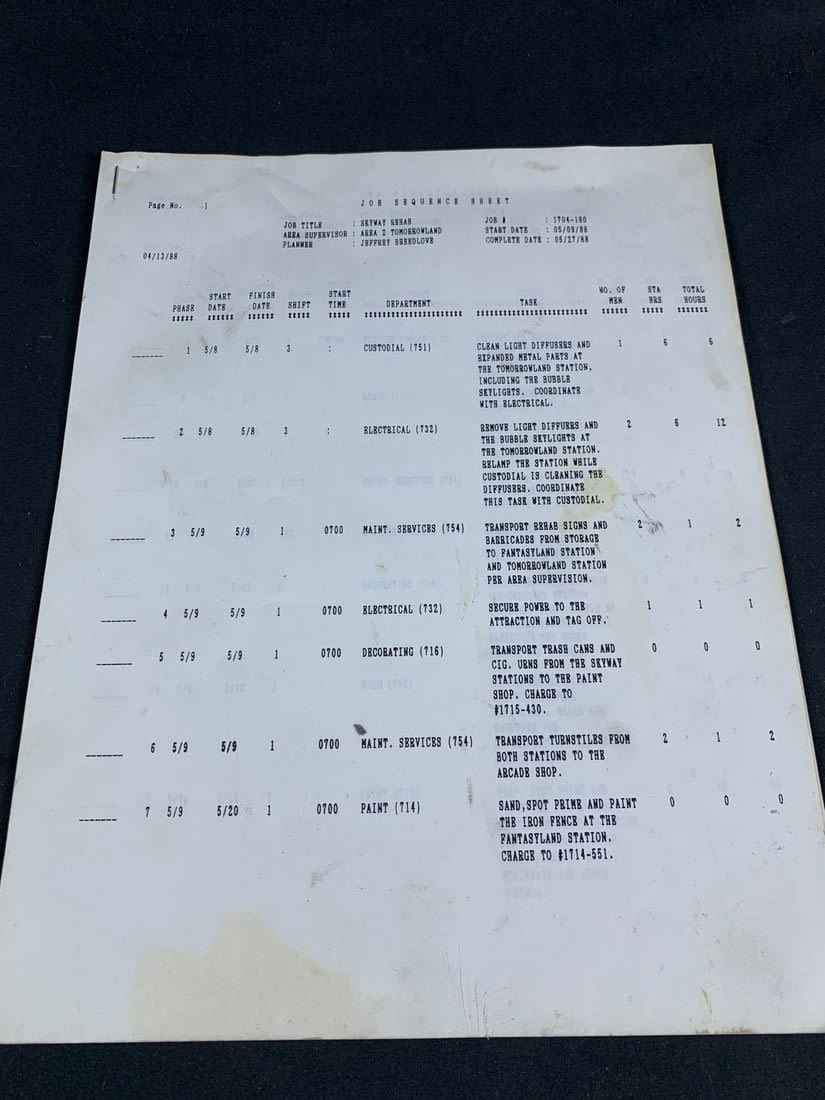 Page No. 1
JOB SEQUENCE SHEET
JOB TITLE : SKYWAY REHAB JOB # : 1704-180
AREA SUPERVISOR : AREA 2 TOMORROWLAND START DATE : 05/09/88
PLANNER : JEFFREY BREEDLOVE COMPLETE DATE : 05/27/88
04/13/88
START FINISH START NO. OF STA TOTAL
PHASE DATE DATE SHIFT TIME DEPARTMENT TASK MEN HRS HOURS
1 5/8 5/8 3 : CUSTODIAL (751) CLEAN LIGHT DIFFUSERS AND 1 6 6
EXPANDED METAL PARTS AT
THE TOMORROWLAND STATION,
INCLUDING THE BUBBLE
SKYLIGHTS. COORDINATE
WITH ELECTRICAL.
2 5/8 5/8 3 : ELECTRICAL (732) REMOVE LIGHT DIFFUERS AND 2 6 12
THE BUBBLE SKYLIGHTS AT
THE TOMORROWLAND STATION.
RELAMP THE STATION WHILE
CUSTODIAL IS CLEANING THE
DIFFUSERS. COORDINATE
THIS TASK WITH CUSTODIAL.
3 5/9 5/9 1 0700 MAINT. SERVICES (754) TRANSPORT REHAB SIGNS AND 2 1 2
BARRICADES FROM STORAGE
TO FANTASYLAND STATION
AND TOMORROWLAND STATION
PER AREA SUPERVISION.
4 5/9 5/9 1 0700 ELECTRICAL (732) SECURE POWER TO THE 1 1 1
ATTRACTION AND TAG OFF.
5 5/9 5/9 1 0700 DECORATING (716) TRANSPORT TRASH CANS AND 0 0 0
CIG. URNS FROM THE SKYWAY
STATIONS TO THE PAINT
SHOP. CHARGE TO
#1715-430.
6 5/9 5/9 1 0700 MAINT. SERVICES (754) TRANSPORT TURNSTILES FROM 2 1 2
BOTH STATIONS TO THE
ARCADE SHOP.
7 5/9 5/20 1 0700 PAINT (714) SAND,SPOT PRIME AND PAINT 0 0 0
THE IRON FENCE AT THE
FANTASYLAND STATION.
CHARGE TO #1714-551.